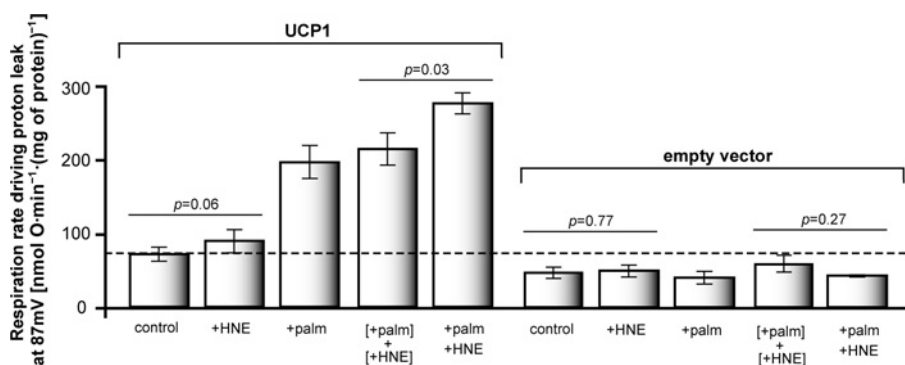 UCP1
p=0.03
300
empty vector
200
p=0.06
p=0.77
p=0.27
100
0
Respiration rate driving proton leak
at 87mV [nmol O·min⁻¹·(mg of protein)⁻¹
control
+HNE
+palm
[+palm]
+
[+HNE]
+palm
+HNE
control
+HNE
+palm
[+palm]
+
[+HNE]
+palm
+HNE